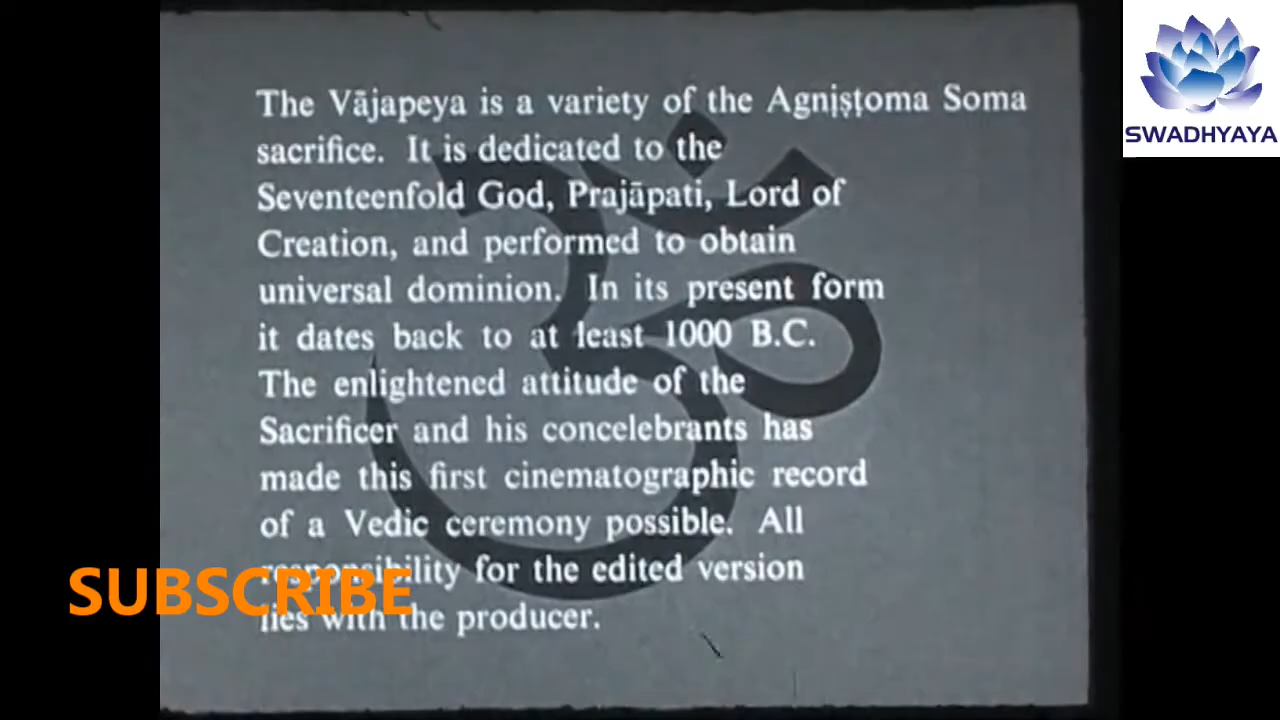 The Vājapeya is a variety of the Agniṣṭoma Soma
sacrifice. It is dedicated to the
Seventeenfold God, Prajāpati, Lord of
Creation, and performed to obtain
universal dominion. In its present form
it dates back to at least 1000 B.C.
The enlightened attitude of the
Sacrificer and his concelebrants has
made this first cinematographic record
of a Vedic ceremony possible. All
responsibility for the edited version
lies with the producer.
SUBSCRIBE
SWADHYAYA